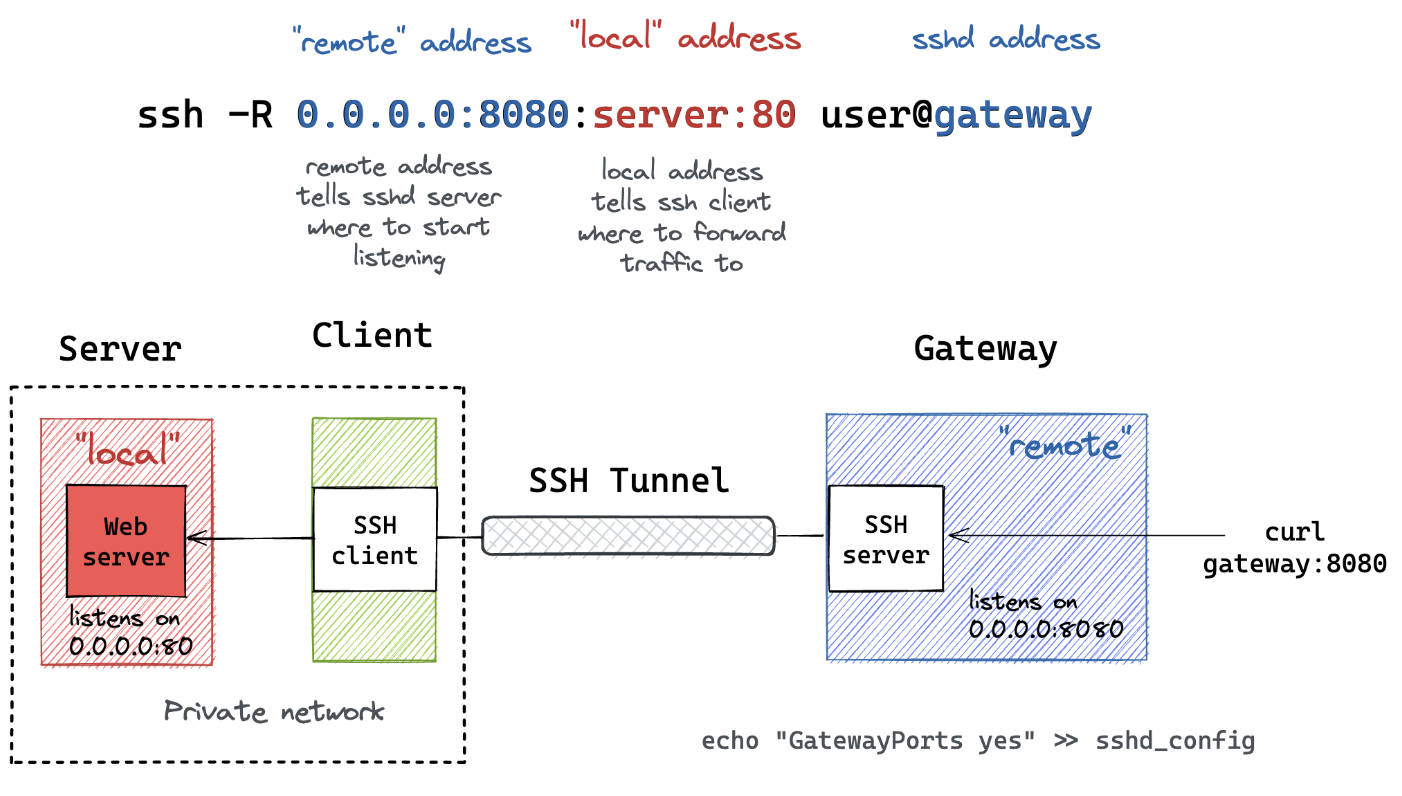 "remote" address
"local" address
sshd address
ssh -R 0.0.0.0:8080:server:80 user@gateway
remote address
tells sshd server
where to start
listening
local address
tells ssh client
where to forward
traffic to
Server
Client
Gateway
"local"
Web
server
listens on
0.0.0.0:80
SSH
client
Private network
SSH Tunnel
"remote"
SSH
server
listens on
0.0.0.0:8080
curl
gateway:8080
echo "GatewayPorts yes" >> sshd_config